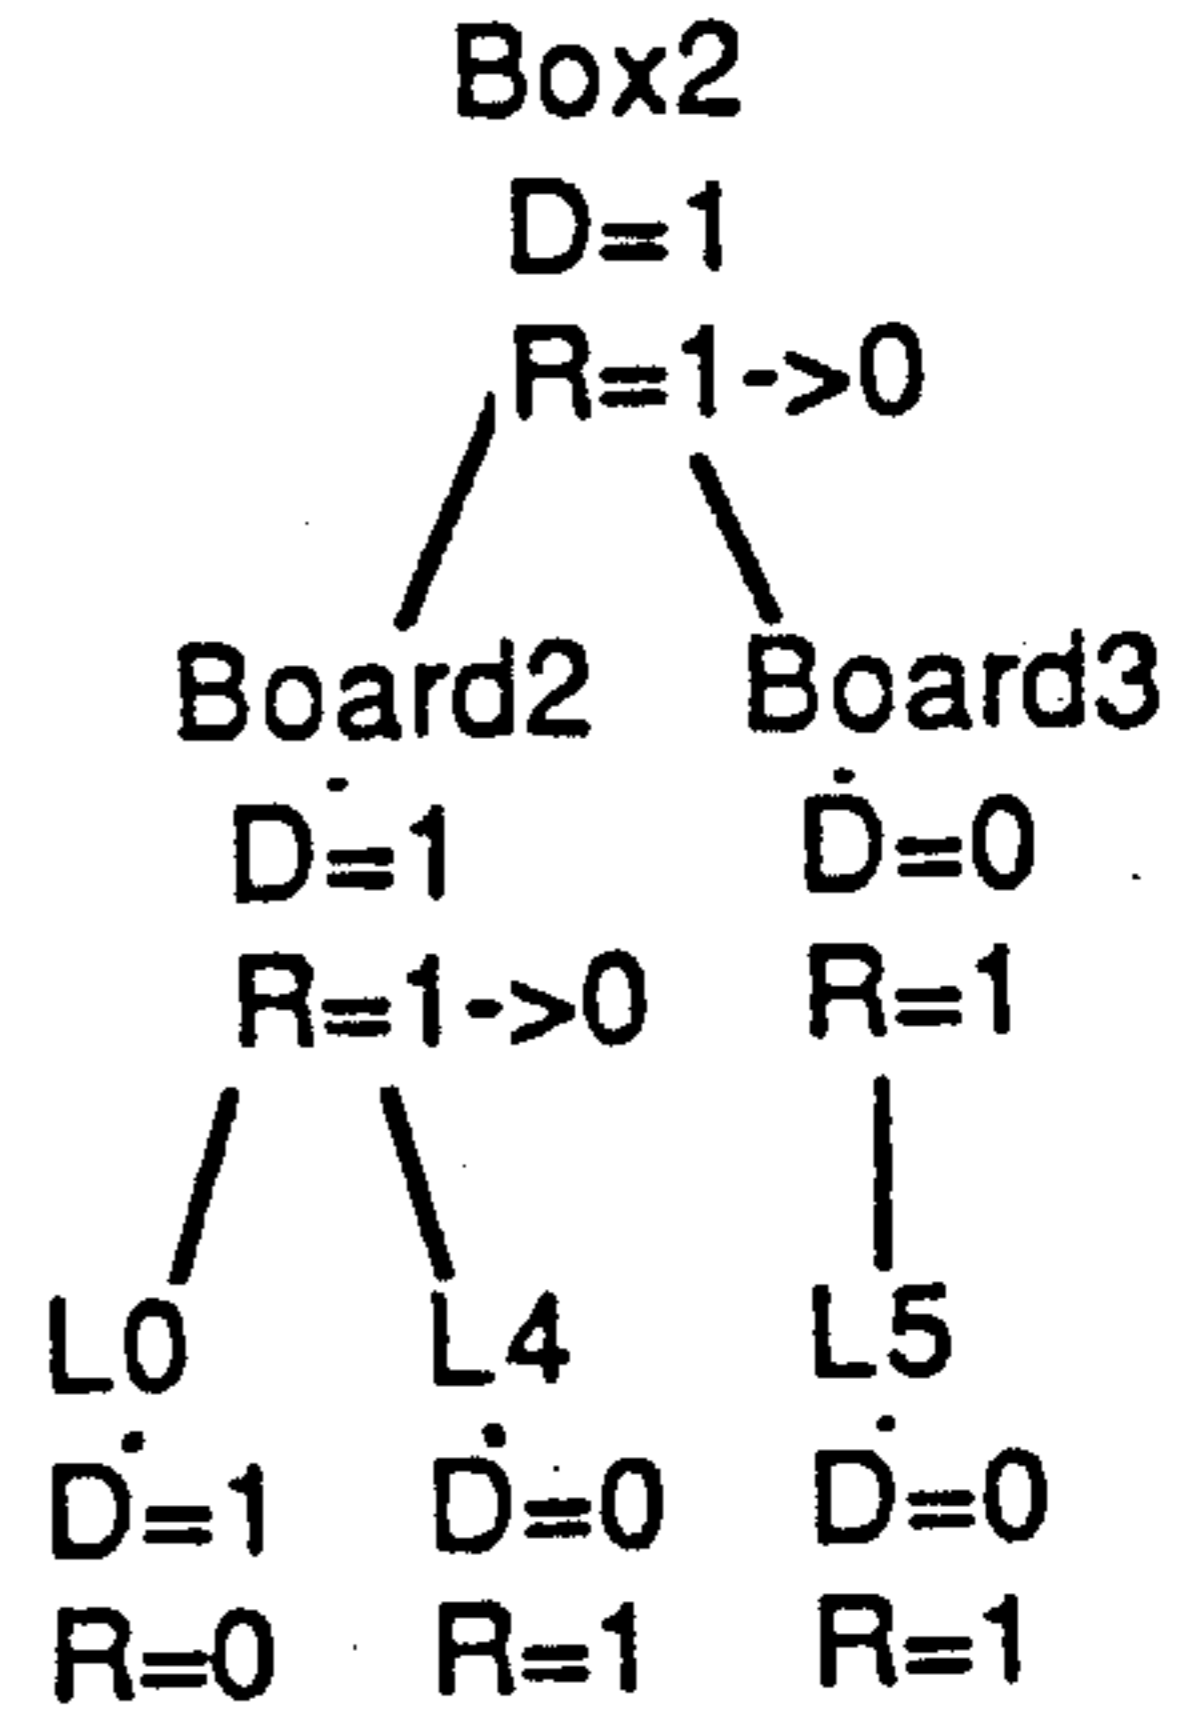 Box2
D=1
R=1->0
Board2 Board3
D=1 D=0
R=1->0 R=1
L0 L4 L5
D=1 D=0 D=0
R=0 R=1 R=1